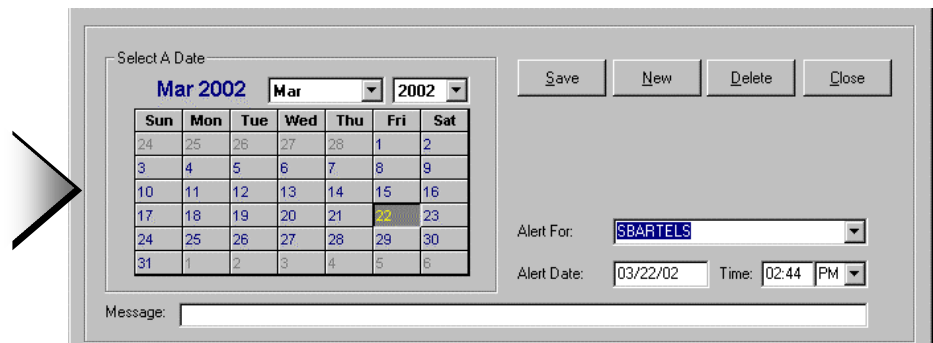 Select A Date
Mar 2002 Mar 2002
Save New Delete Close
Sun Mon Tue Wed Thu Fri Sat
24 25 26 27 28 1 2
3 4 5 6 7 8 9
10 11 12 13 14 15 16
17 18 19 20 21 22 23
24 25 26 27 28 29 30
31 1 2 3 4 5 6
Alert For: SBARTELS
Alert Date: 03/22/02 Time: 02:44 PM
Message: